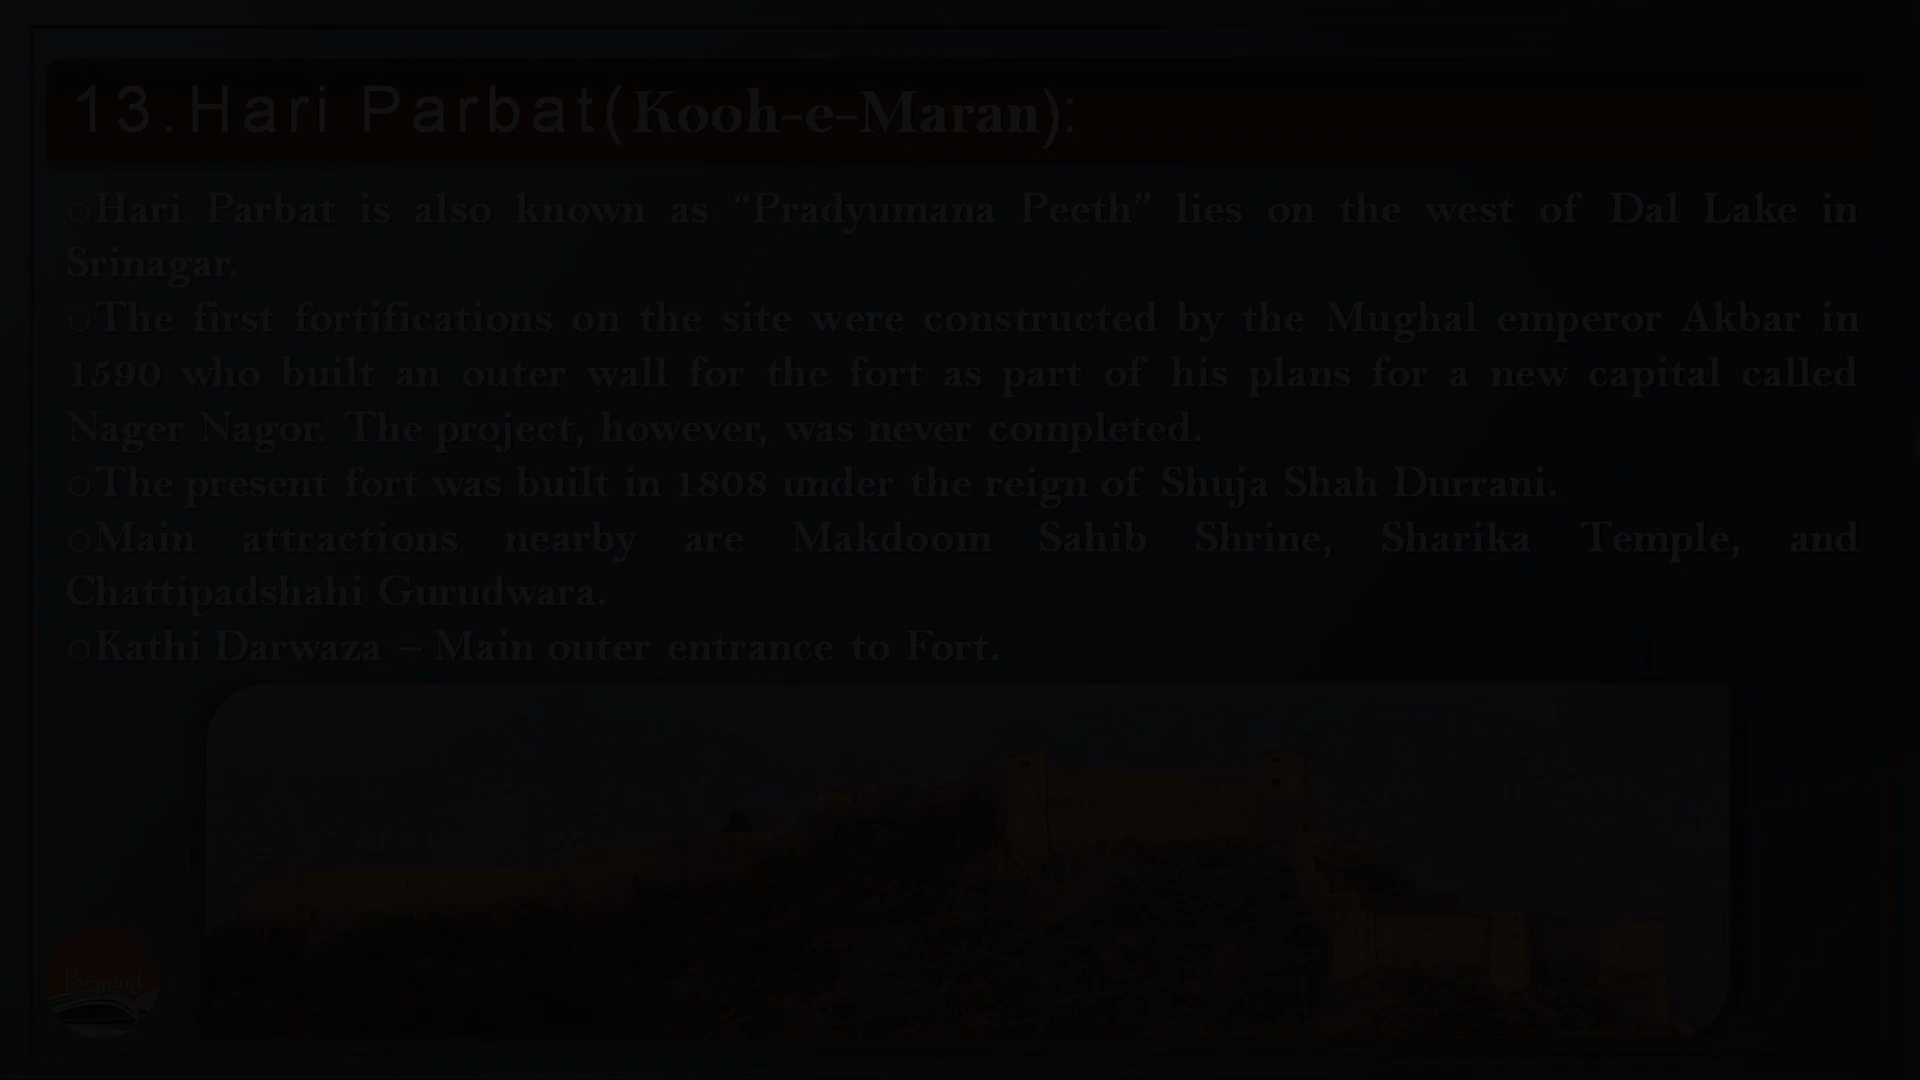 13.Hari Parbat(Kooh-e-Maran):
○Hari Parbat is also known as “Pradyumana Peeth” lies on the west of Dal Lake in
Srinagar.
○The first fortifications on the site were constructed by the Mughal emperor Akbar in
1590 who built an outer wall for the fort as part of his plans for a new capital called
Nager Nagor. The project, however, was never completed.
○The present fort was built in 1808 under the reign of Shuja Shah Durrani.
○Main attractions nearby are Makdoom Sahib Shrine, Sharika Temple, and
Chattipadshahi Gurudwara.
○Kathi Darwaza – Main outer entrance to Fort.
Beyond